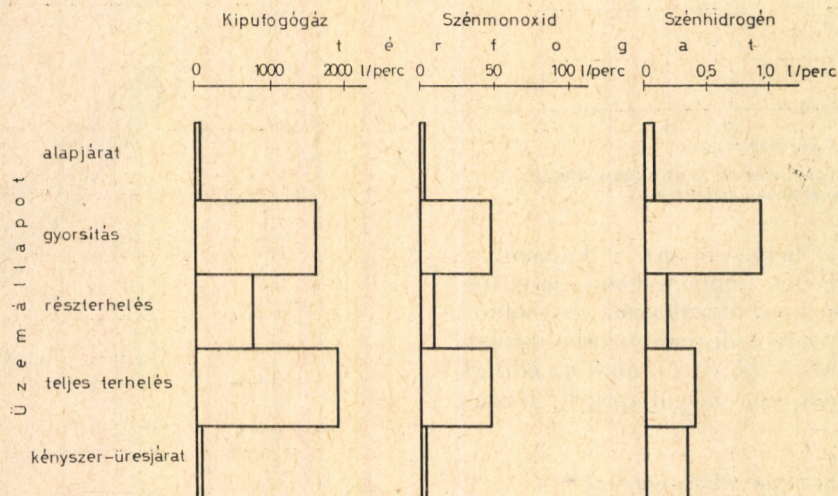 Kipufogógáz Szénmonoxid Szénhidrogén
t é r f o g a t
0 1000 2000 l/perc 0 50 100 l/perc 0 0,5 1,0 l/perc
Üzemállapot
alapjárat
gyorsítás
részterhelés
teljes terhelés
kényszer-üresjárat